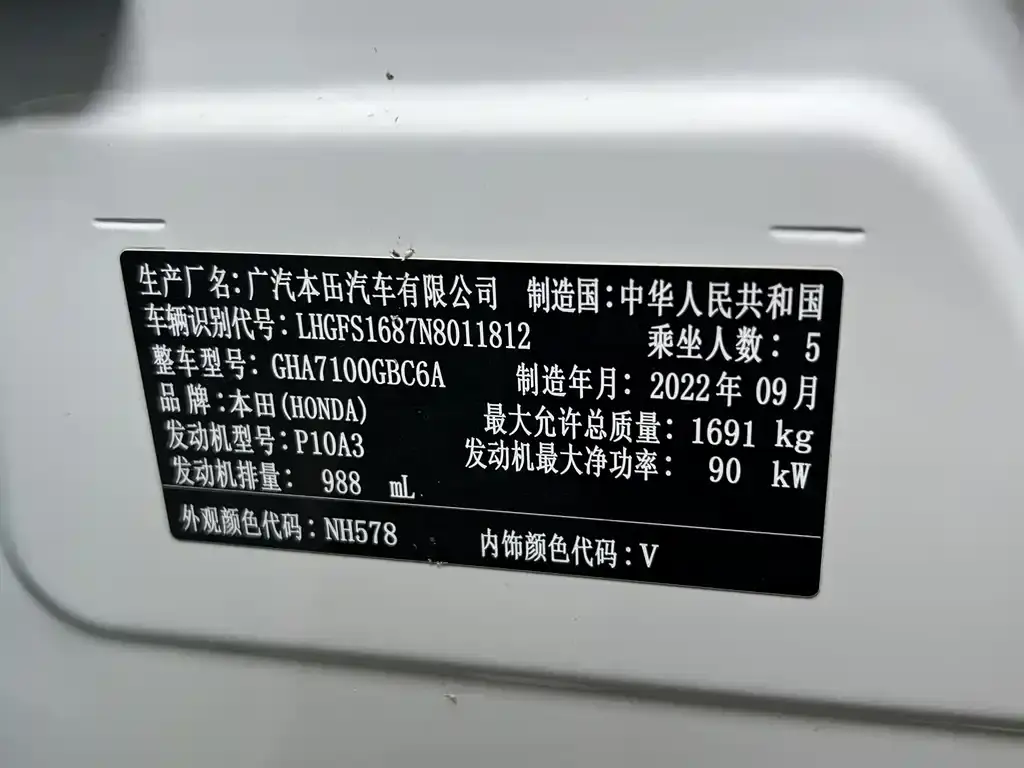 生产厂名:广汽本田汽车有限公司 制造国:中华人民共和国
车辆识别代号:LHGFS1687N8011812 乘坐人数:5
整车型号:GHA7100GBC6A 制造年月:2022年09月
品牌:本田(HONDA) 最大允许总质量:1691 kg
发动机型号:P10A3 发动机最大净功率:90 kW
发动机排量:988 mL
外观颜色代码:NH578 内饰颜色代码:V